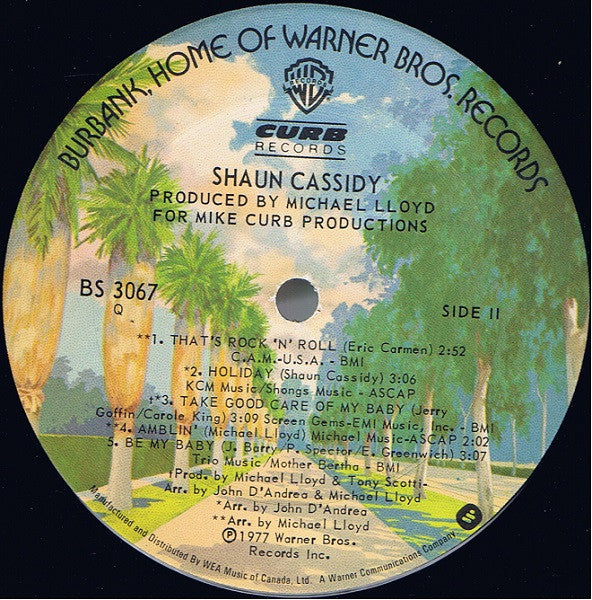 BURBANK, HOME OF WARNER BROS. RECORDS
RECORDS
CURB
RECORDS
SHAUN CASSIDY
PRODUCED BY MICHAEL LLOYD
FOR MIKE CURB PRODUCTIONS
BS 3067
Q
SIDE II
**1. THAT'S ROCK 'N' ROLL (Eric Carmen) 2:52
C.A.M.-U.S.A. - BMI
*2. HOLIDAY (Shaun Cassidy) 3:06
KCM Music/Shongs Music - ASCAP
†*3. TAKE GOOD CARE OF MY BABY (Jerry
Goffin/Carole King) 3:09 Screen Gems-EMI Music, Inc. - BMI
**4. AMBLIN' (Michael Lloyd) Michael Music-ASCAP 2:02
5. BE MY BABY (J. Barry/P. Spector/E. Greenwich) 3:07
Trio Music/Mother Bertha - BMI
†Prod. by Michael Lloyd & Tony Scotti-
Arr. by John D'Andrea & Michael Lloyd
*Arr. by John D'Andrea
**Arr. by Michael Lloyd
Ⓟ1977 Warner Bros.
Records Inc.
Manufactured and Distributed By WEA Music of Canada, Ltd. A Warner Communications Company